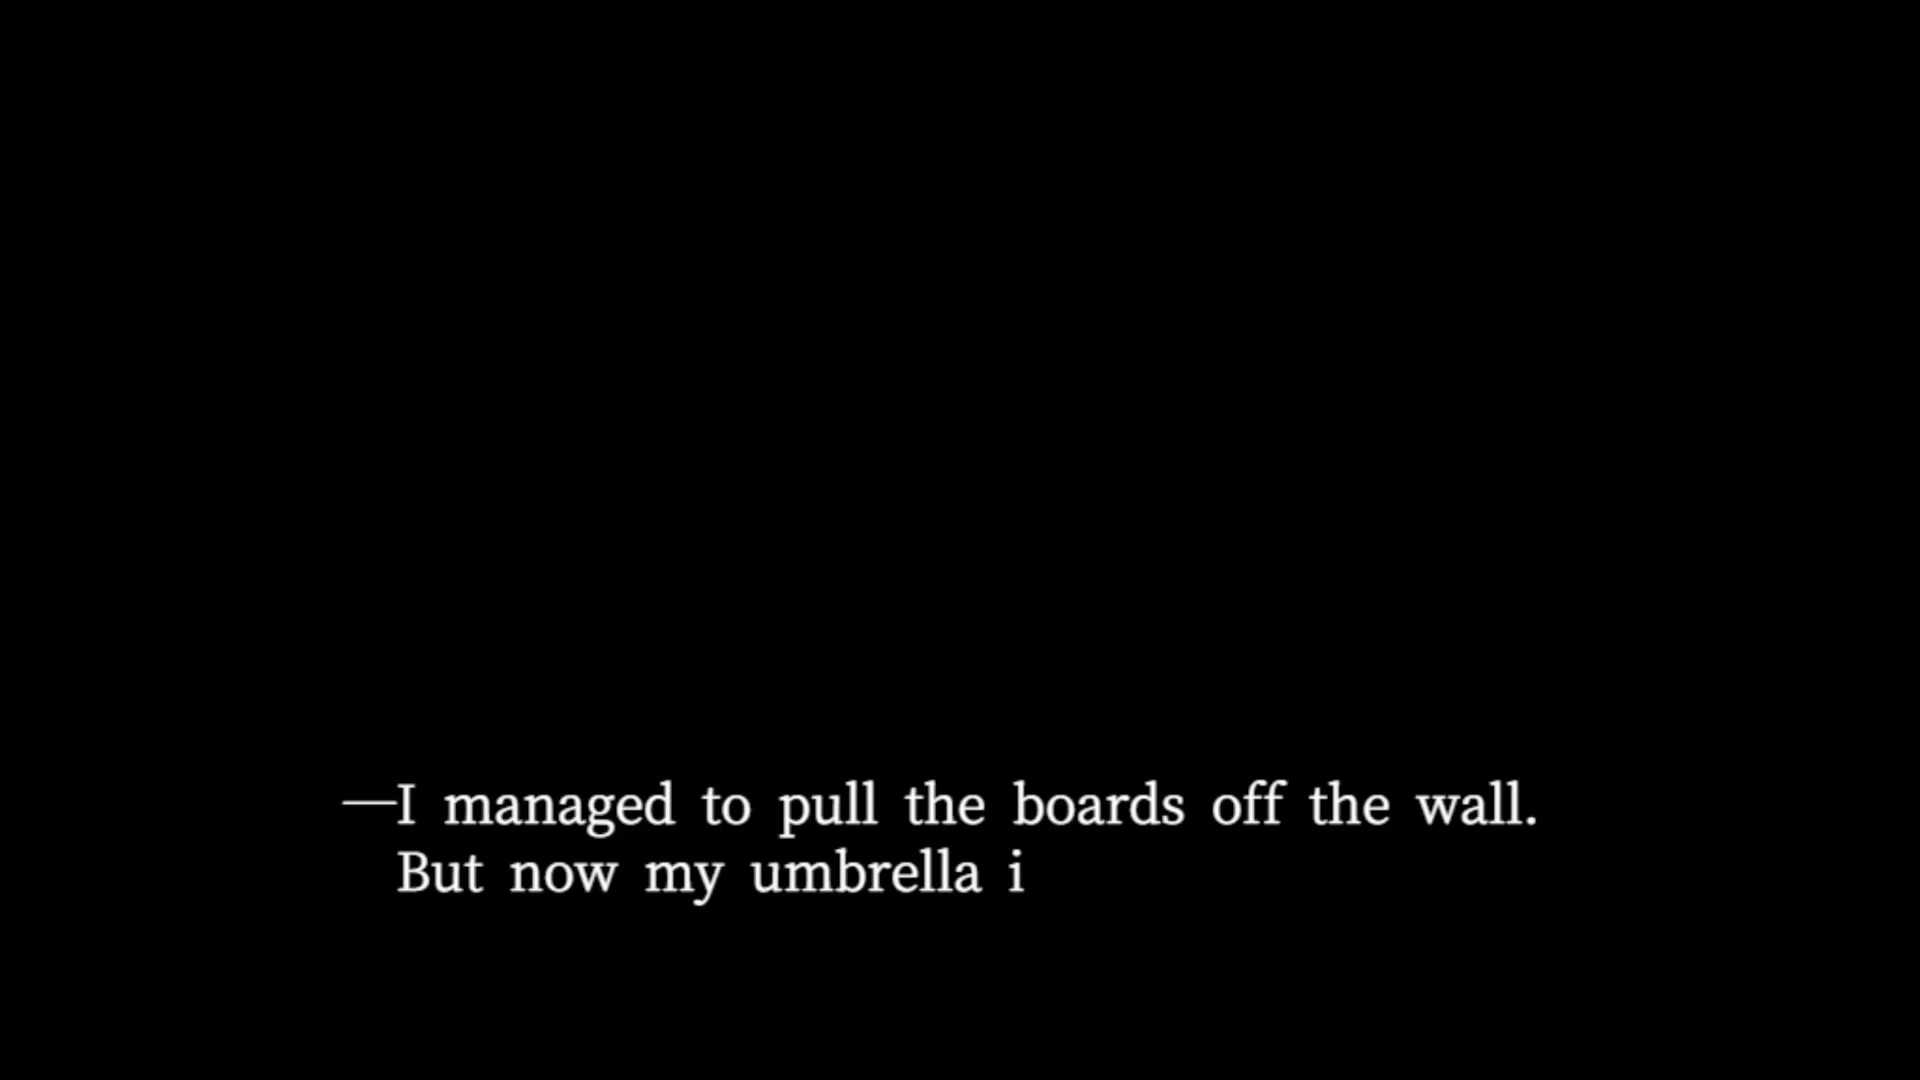 —I managed to pull the boards off the wall.
But now my umbrella i